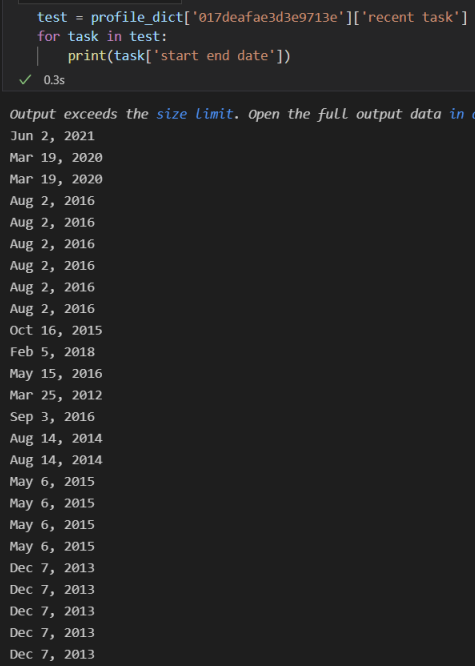 test = profile_dict['017deafae3d3e9713e']['recent task']
for task in test:
print(task['start end date'])
0.3s
Output exceeds the size limit. Open the full output data in
Jun 2, 2021
Mar 19, 2020
Mar 19, 2020
Aug 2, 2016
Aug 2, 2016
Aug 2, 2016
Aug 2, 2016
Aug 2, 2016
Aug 2, 2016
Oct 16, 2015
Feb 5, 2018
May 15, 2016
Mar 25, 2012
Sep 3, 2016
Aug 14, 2014
Aug 14, 2014
May 6, 2015
May 6, 2015
May 6, 2015
May 6, 2015
Dec 7, 2013
Dec 7, 2013
Dec 7, 2013
Dec 7, 2013
Dec 7, 2013